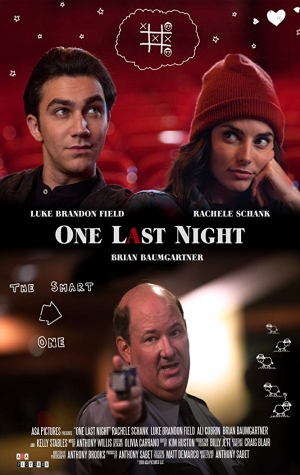 LUKE BRANDON FIELD
RACHELE SCHANK
ONE LAST NIGHT
BRIAN BAUMGARTNER
THE SMART
ONE
ASA PICTURES "ONE LAST NIGHT" RACHELE SCHANK LUKE BRANDON FIELD ALI COBRIN BRIAN BAUMGARTNER
KELLY STABLES ANTHONY WILLIS OLIVIA CARRANO KIM HUSTON BILLY JETT CRAIG BLAIR
ANTHONY BROOKS ANTHONY SABET MATT DEMARCO ANTHONY SABET